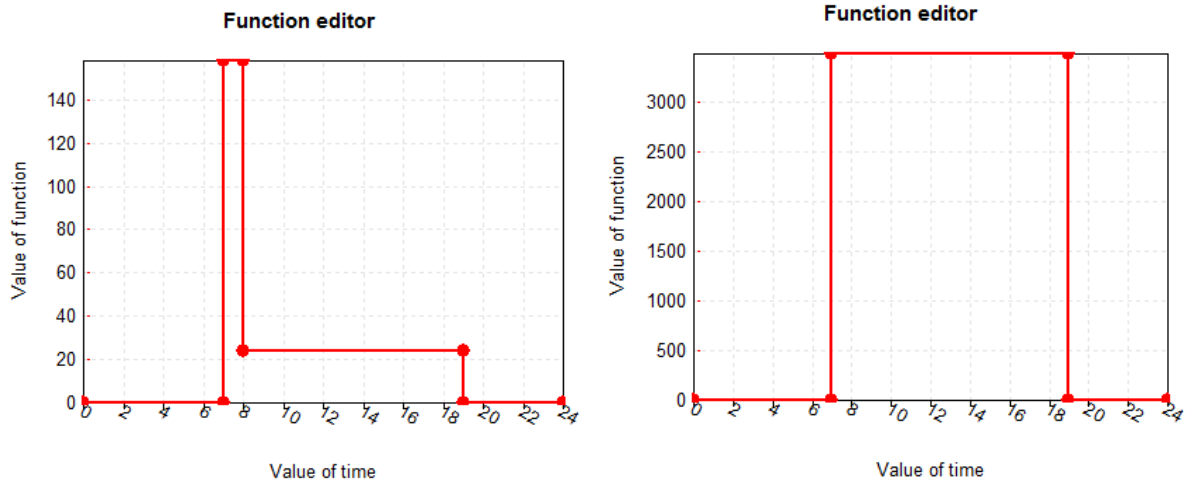 Function editor
140
120
100
80
60
40
20
0
0 2 4 6 8 10 12 14 16 18 20 22 24
Value of function
Value of time
Function editor
3000
2500
2000
1500
1000
500
0
0 2 4 6 8 10 12 14 16 18 20 22 24
Value of function
Value of time